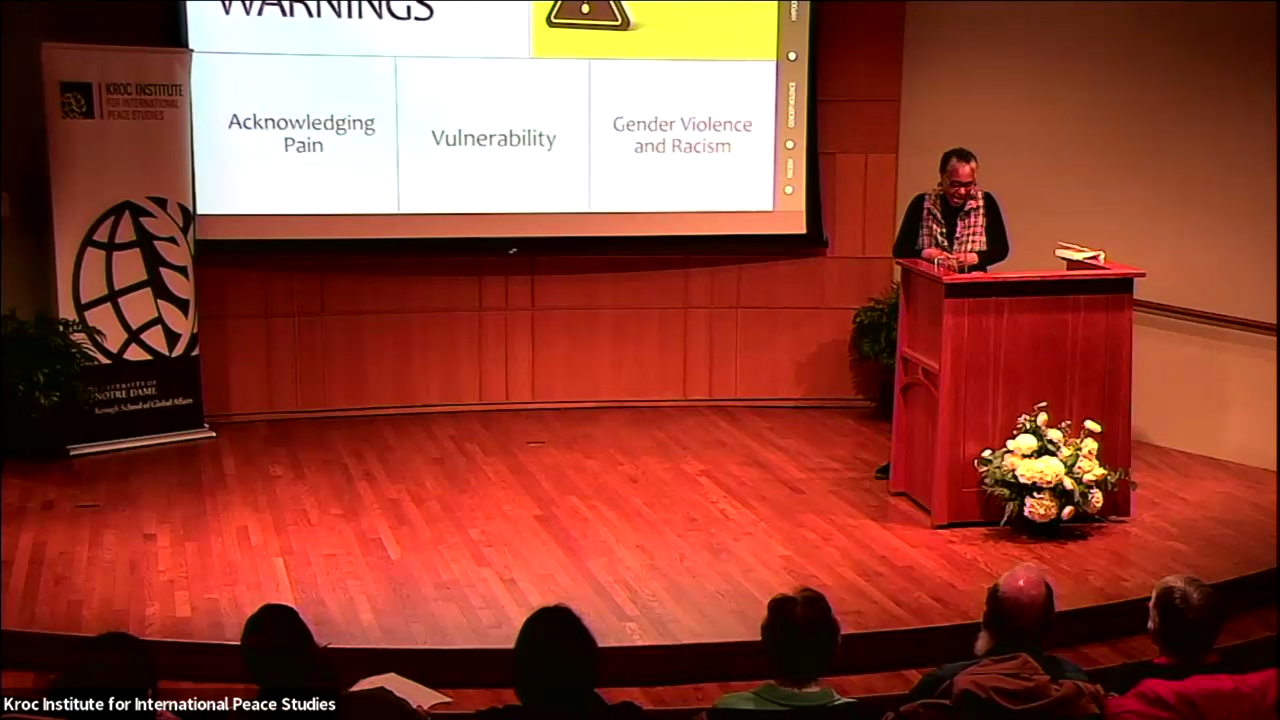 WARNINGS
KROC INSTITUTE
FOR INTERNATIONAL
PEACE STUDIES
Acknowledging
Pain
Vulnerability
Gender Violence
and Racism
UNIVERSITY OF
NOTRE DAME
Keough School of Global Affairs
Kroc Institute for International Peace Studies